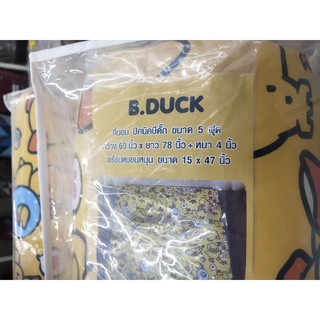 B.DUCK
ที่นอน ปิคนิคบีดั๊ก ขนาด 5 ฟุต
กว้าง 60 นิ้ว x ยาว 78 นิ้ว + หนา 4 นิ้ว
พร้อมหมอนหนุน ขนาด 15 x 47 นิ้ว